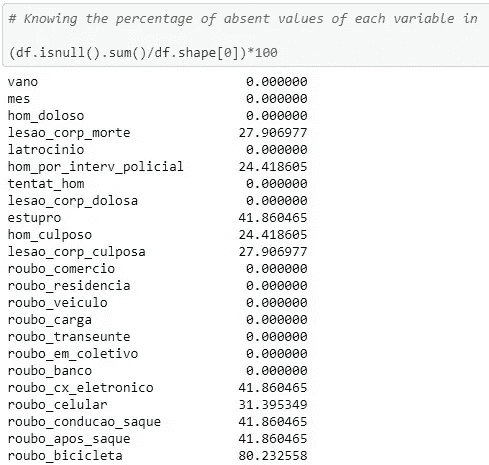 # Knowing the percentage of absent values of each variable in
(df.isnull().sum()/df.shape[0])*100
vano 0.000000
mes 0.000000
hom_doloso 0.000000
lesao_corp_morte 27.906977
latrocinio 0.000000
hom_por_interv_policial 24.418605
tentat_hom 0.000000
lesao_corp_dolosa 0.000000
estupro 41.860465
hom_culposo 24.418605
lesao_corp_culposa 27.906977
roubo_comercio 0.000000
roubo_residencia 0.000000
roubo_veiculo 0.000000
roubo_carga 0.000000
roubo_transeunte 0.000000
roubo_em_coletivo 0.000000
roubo_banco 0.000000
roubo_cx_eletronico 41.860465
roubo_celular 31.395349
roubo_conducao_saque 41.860465
roubo_apos_saque 41.860465
roubo_bicicleta 80.232558